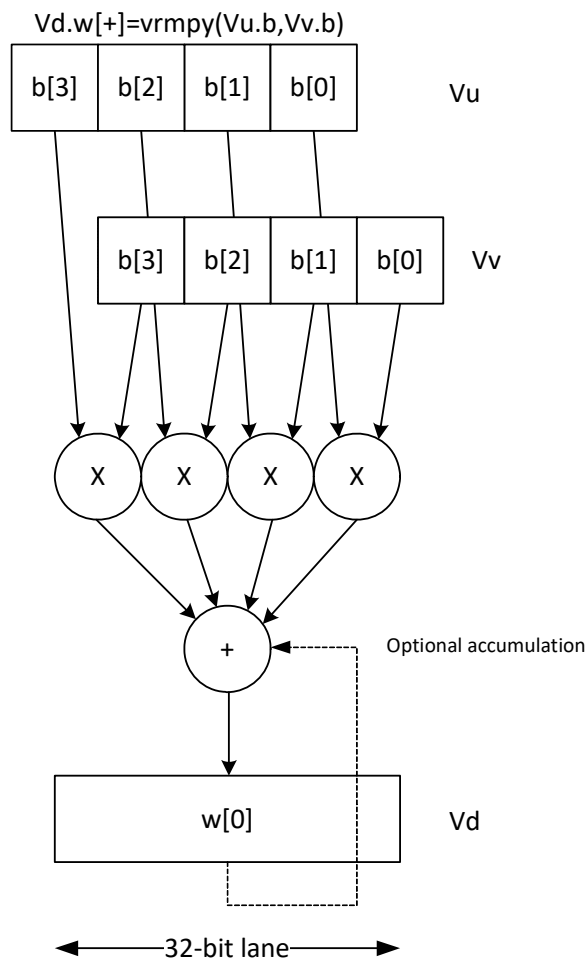 Vd.w[+]=vrmpy(Vu.b,Vv.b)
b[3] b[2] b[1] b[0] Vu
b[3] b[2] b[1] b[0] Vv
X X X X
+
Optional accumulation
w[0] Vd
32-bit lane